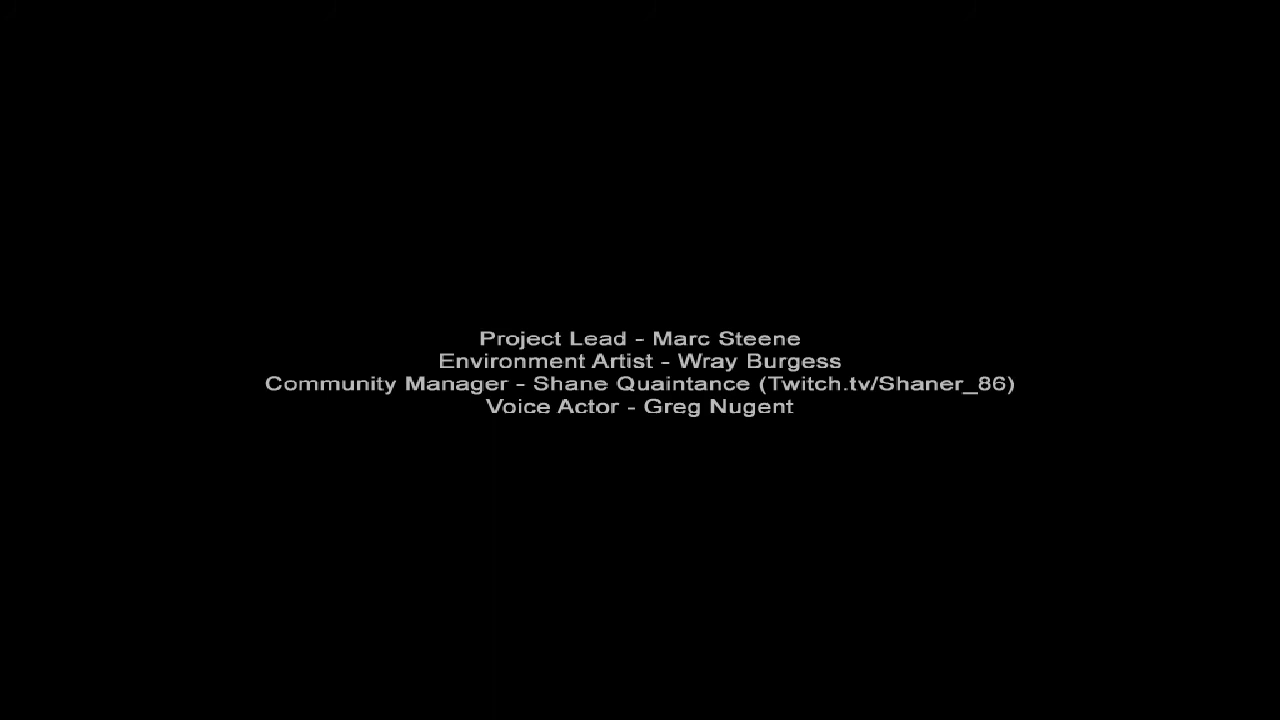 Project Lead - Marc Steene
Environment Artist - Wray Burgess
Community Manager - Shane Quaintance (Twitch.tv/Shaner_86)
Voice Actor - Greg Nugent